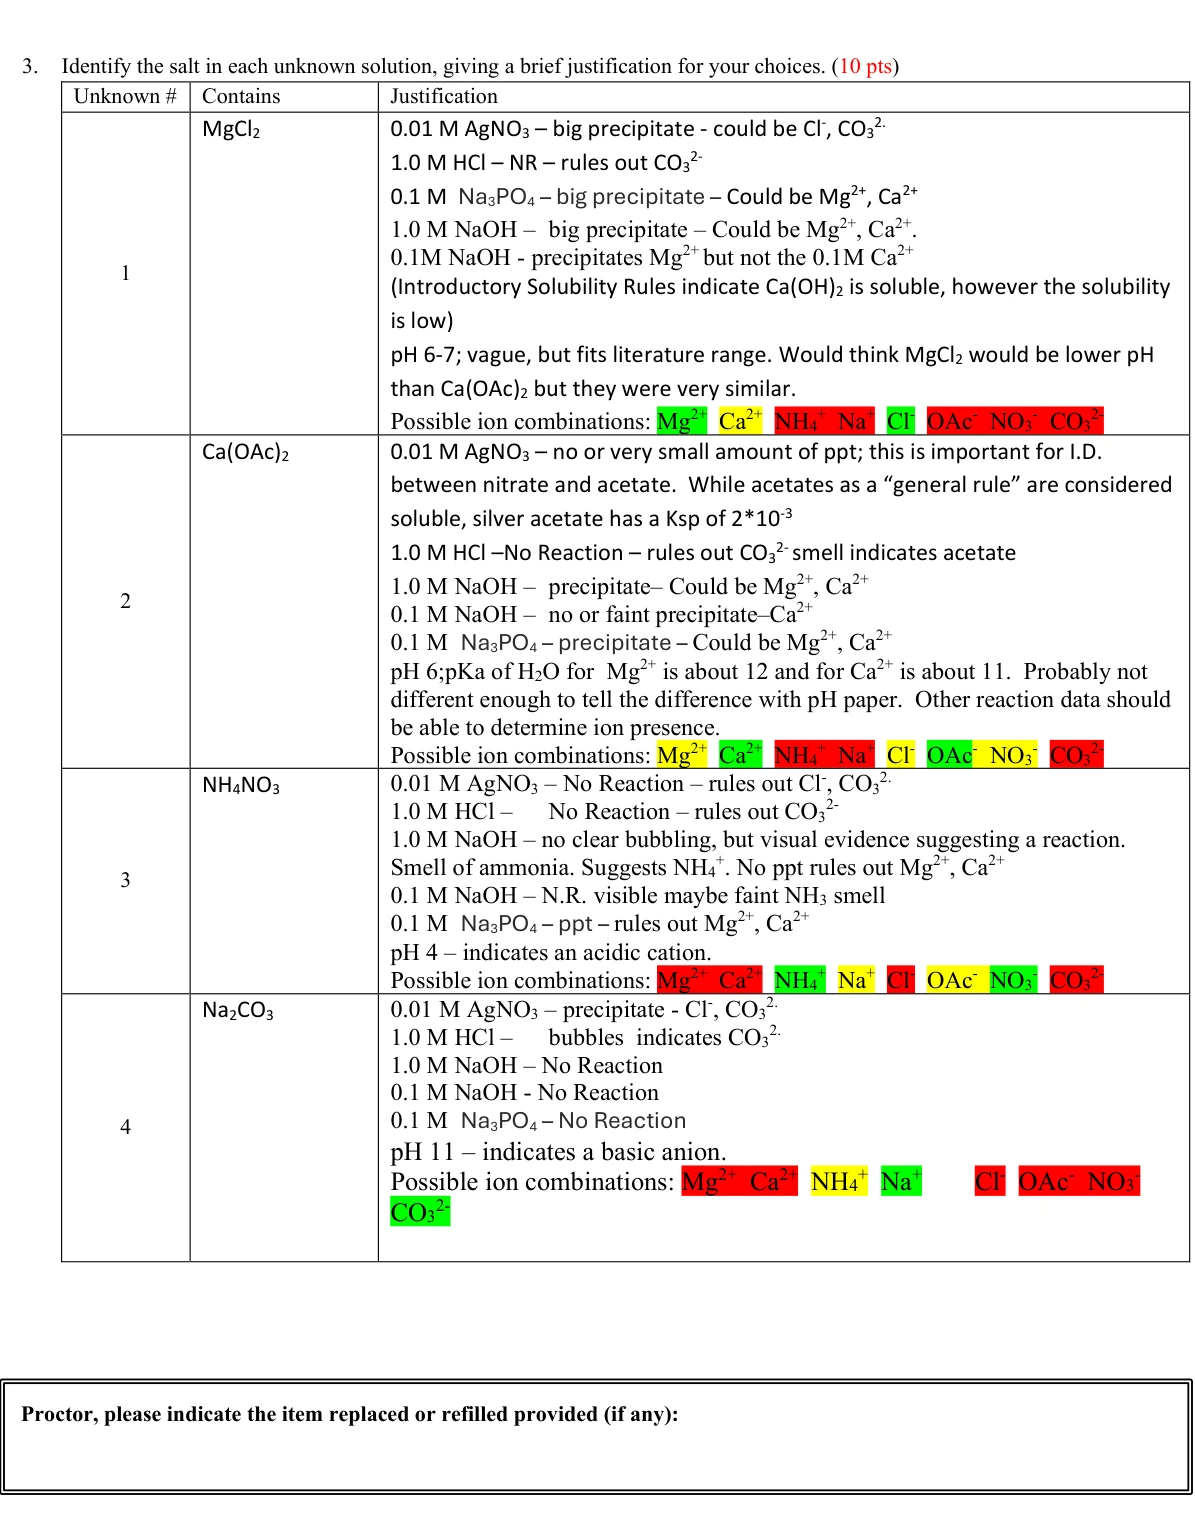 3. Identify the salt in each unknown solution, giving a brief justification for your choices. (10 pts)
Unknown # Contains Justification
MgCl₂ 0.01 M AgNO₃ – big precipitate - could be Cl⁻, CO₃²·
1.0 M HCl – NR – rules out CO₃²⁻
0.1 M Na₃PO₄ – big precipitate – Could be Mg²⁺, Ca²⁺
1.0 M NaOH – big precipitate – Could be Mg²⁺, Ca²⁺.
0.1M NaOH - precipitates Mg²⁺ but not the 0.1M Ca²⁺
1
(Introductory Solubility Rules indicate Ca(OH)₂ is soluble, however the solubility
is low)
pH 6-7; vague, but fits literature range. Would think MgCl₂ would be lower pH
than Ca(OAc)₂ but they were very similar.
Possible ion combinations: Mg²⁺ Ca²⁺ NH₄⁺ Na⁺ Cl⁻ OAc⁻ NO₃⁻ CO₃²⁻
Ca(OAc)₂ 0.01 M AgNO₃ – no or very small amount of ppt; this is important for I.D.
between nitrate and acetate. While acetates as a “general rule” are considered
soluble, silver acetate has a Ksp of 2*10⁻³
1.0 M HCl –No Reaction – rules out CO₃²⁻ smell indicates acetate
1.0 M NaOH – precipitate– Could be Mg²⁺, Ca²⁺
2
0.1 M NaOH – no or faint precipitate–Ca²⁺
0.1 M Na₃PO₄ – precipitate – Could be Mg²⁺, Ca²⁺
pH 6;pKa of H₂O for Mg²⁺ is about 12 and for Ca²⁺ is about 11. Probably not
different enough to tell the difference with pH paper. Other reaction data should
be able to determine ion presence.
Possible ion combinations: Mg²⁺ Ca²⁺ NH₄⁺ Na⁺ Cl⁻ OAc⁻ NO₃⁻ CO₃²⁻
NH₄NO₃ 0.01 M AgNO₃ – No Reaction – rules out Cl⁻, CO₃²·
1.0 M HCl – No Reaction – rules out CO₃²⁻
1.0 M NaOH – no clear bubbling, but visual evidence suggesting a reaction.
Smell of ammonia. Suggests NH₄⁺. No ppt rules out Mg²⁺, Ca²⁺
3
0.1 M NaOH – N.R. visible maybe faint NH₃ smell
0.1 M Na₃PO₄ – ppt – rules out Mg²⁺, Ca²⁺
pH 4 – indicates an acidic cation.
Possible ion combinations: Mg²⁺ Ca²⁺ NH₄⁺ Na⁺ Cl⁻ OAc⁻ NO₃⁻ CO₃²⁻
Na₂CO₃ 0.01 M AgNO₃ – precipitate - Cl⁻, CO₃²·
1.0 M HCl – bubbles indicates CO₃²·
1.0 M NaOH – No Reaction
0.1 M NaOH - No Reaction
4
0.1 M Na₃PO₄ – No Reaction
pH 11 – indicates a basic anion.
Possible ion combinations: Mg²⁺ Ca²⁺ NH₄⁺ Na⁺ Cl⁻ OAc⁻ NO₃⁻
CO₃²⁻
Proctor, please indicate the item replaced or refilled provided (if any):